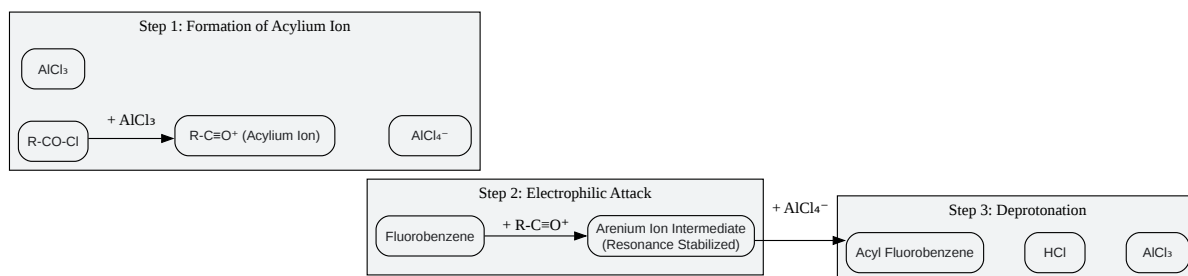 Step 1: Formation of Acylium Ion
AlCl₃
R-CO-Cl
+ AlCl₃
R-C≡O⁺ (Acylium Ion)
AlCl₄⁻
Step 2: Electrophilic Attack
Fluorobenzene
+ R-C≡O⁺
Arenium Ion Intermediate
(Resonance Stabilized)
+ AlCl₄⁻
Step 3: Deprotonation
Acyl Fluorobenzene
HCl
AlCl₃